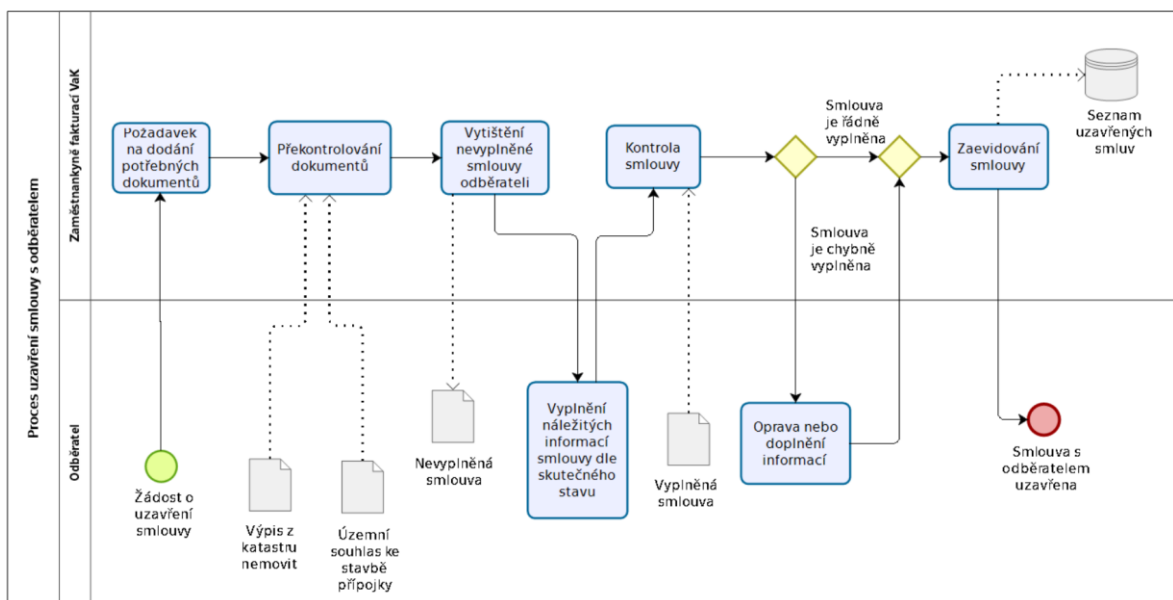 Proces uzavření smlouvy s odběratelem
Zaměstnankyně fakturací VaK
Požadavek
na dodání
potřebných
dokumentů
Překontrolování
dokumentů
Vytištění
nevyplněné
smlouvy
odběrateli
Kontrola
smlouvy
Smlouva
je řádně
vyplněna
Smlouva
je chybně
vyplněna
Zaevidování
smlouvy
Seznam
uzavřených
smluv
Odběratel
Žádost o
uzavření
smlouvy
Výpis z
katastru
nemovit
Územní
souhlas ke
stavbě
přípojky
Nevyplněná
smlouva
Vyplnění
náležitých
informací
smlouvy dle
skutečného
stavu
Vyplněná
smlouva
Oprava nebo
doplnění
informací
Smlouva s
odběratelem
uzavřena